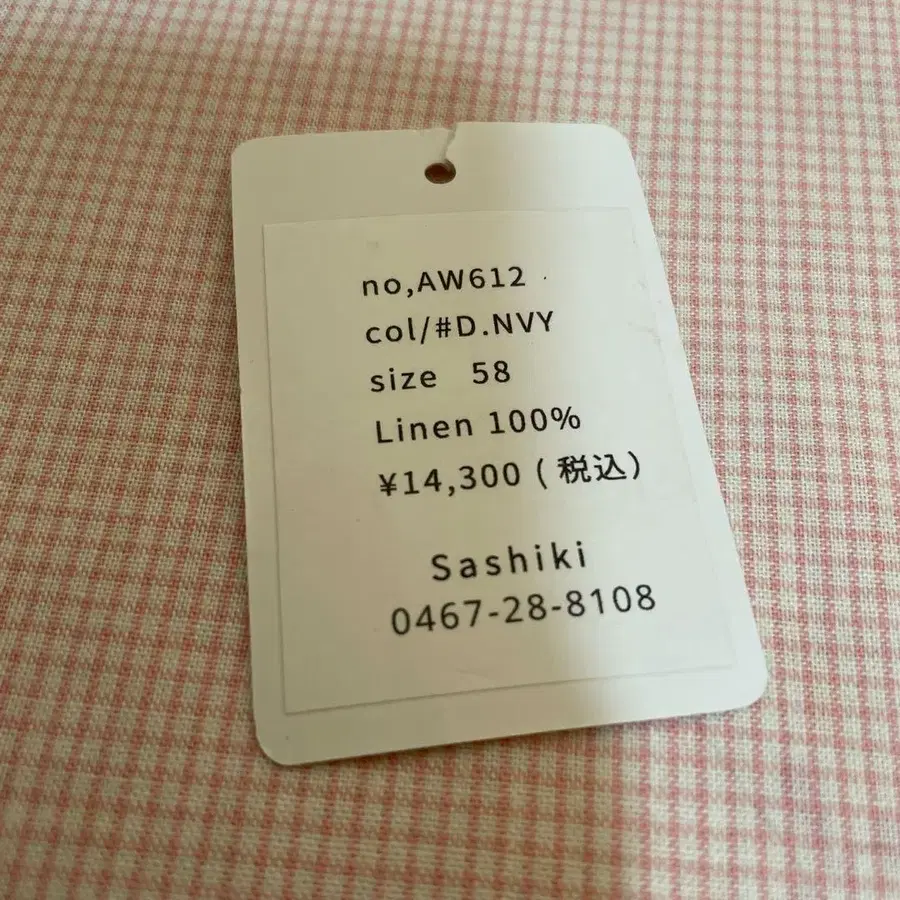 no,AW612
col/#D.NVY
size 58
Linen 100%
¥14,300 (税込)
Sashiki
0467-28-8108